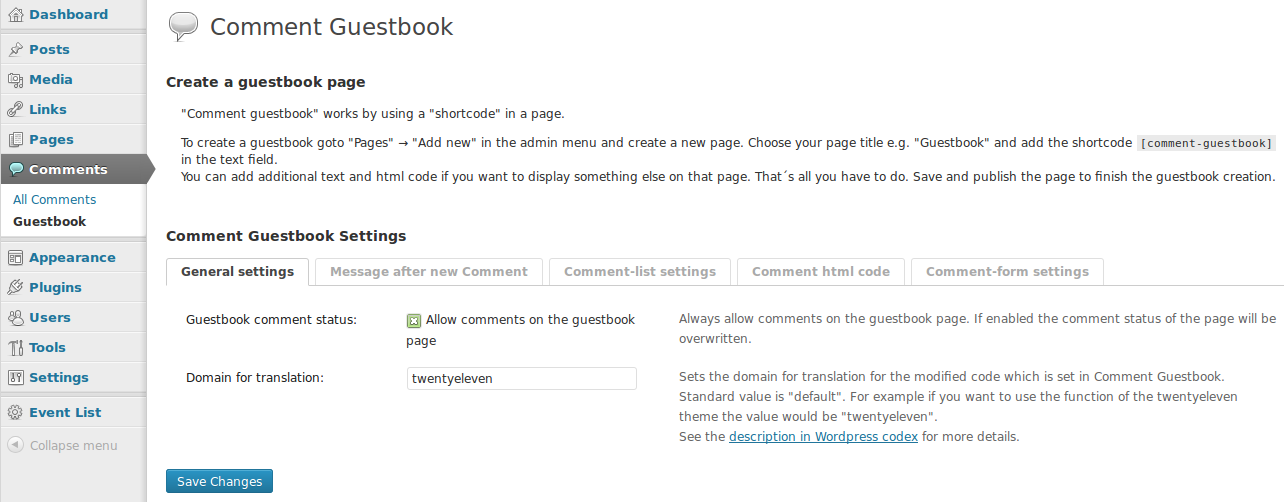 Dashboard
Posts
Media
Links
Pages
Comments
All Comments
Guestbook
Appearance
Plugins
Users
Tools
Settings
Event List
Collapse menu
Comment Guestbook
Create a guestbook page
"Comment guestbook" works by using a "shortcode" in a page.
To create a guestbook goto "Pages" → "Add new" in the admin menu and create a new page. Choose your page title e.g. "Guestbook" and add the shortcode [comment-guestbook]
in the text field.
You can add additional text and html code if you want to display something else on that page. That´s all you have to do. Save and publish the page to finish the guestbook creation.
Comment Guestbook Settings
General settings
Message after new Comment
Comment-list settings
Comment html code
Comment-form settings
Guestbook comment status:
Allow comments on the guestbook
page
Always allow comments on the guestbook page. If enabled the comment status of the page will be
overwritten.
Domain for translation:
twentyeleven
Sets the domain for translation for the modified code which is set in Comment Guestbook.
Standard value is "default". For example if you want to use the function of the twentyeleven
theme the value would be "twentyeleven".
See the description in Wordpress codex for more details.
Save Changes